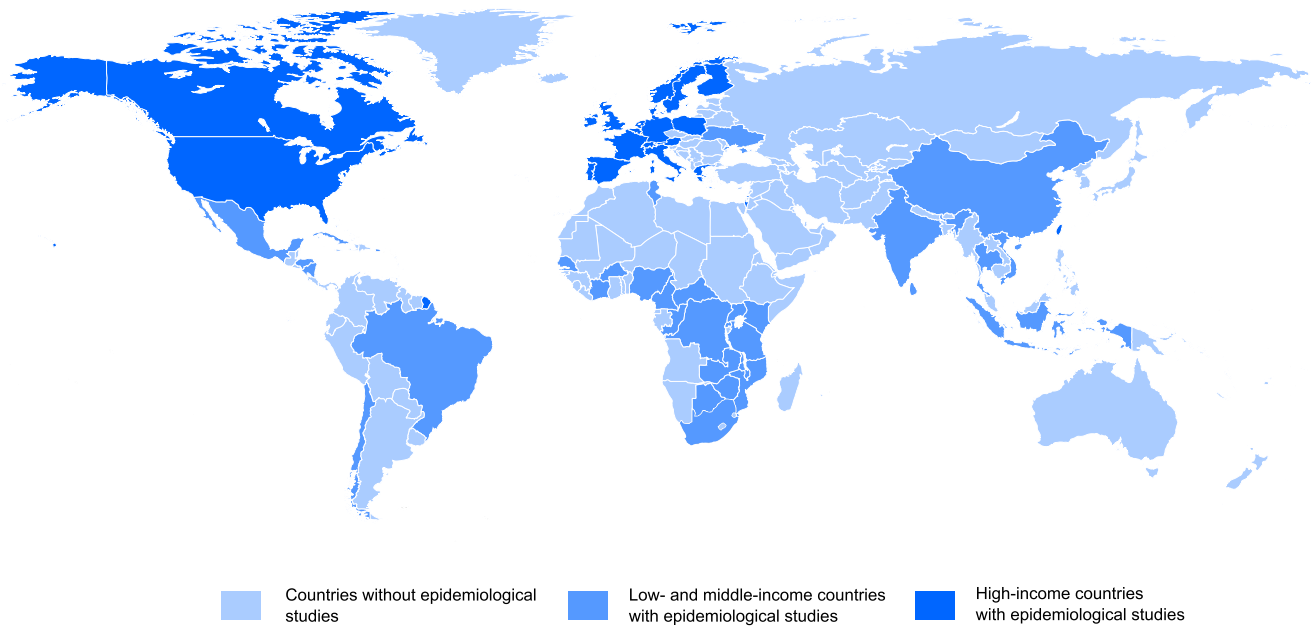 Countries without epidemiological
studies
Low- and middle-income countries
with epidemiological studies
High-income countries
with epidemiological studies